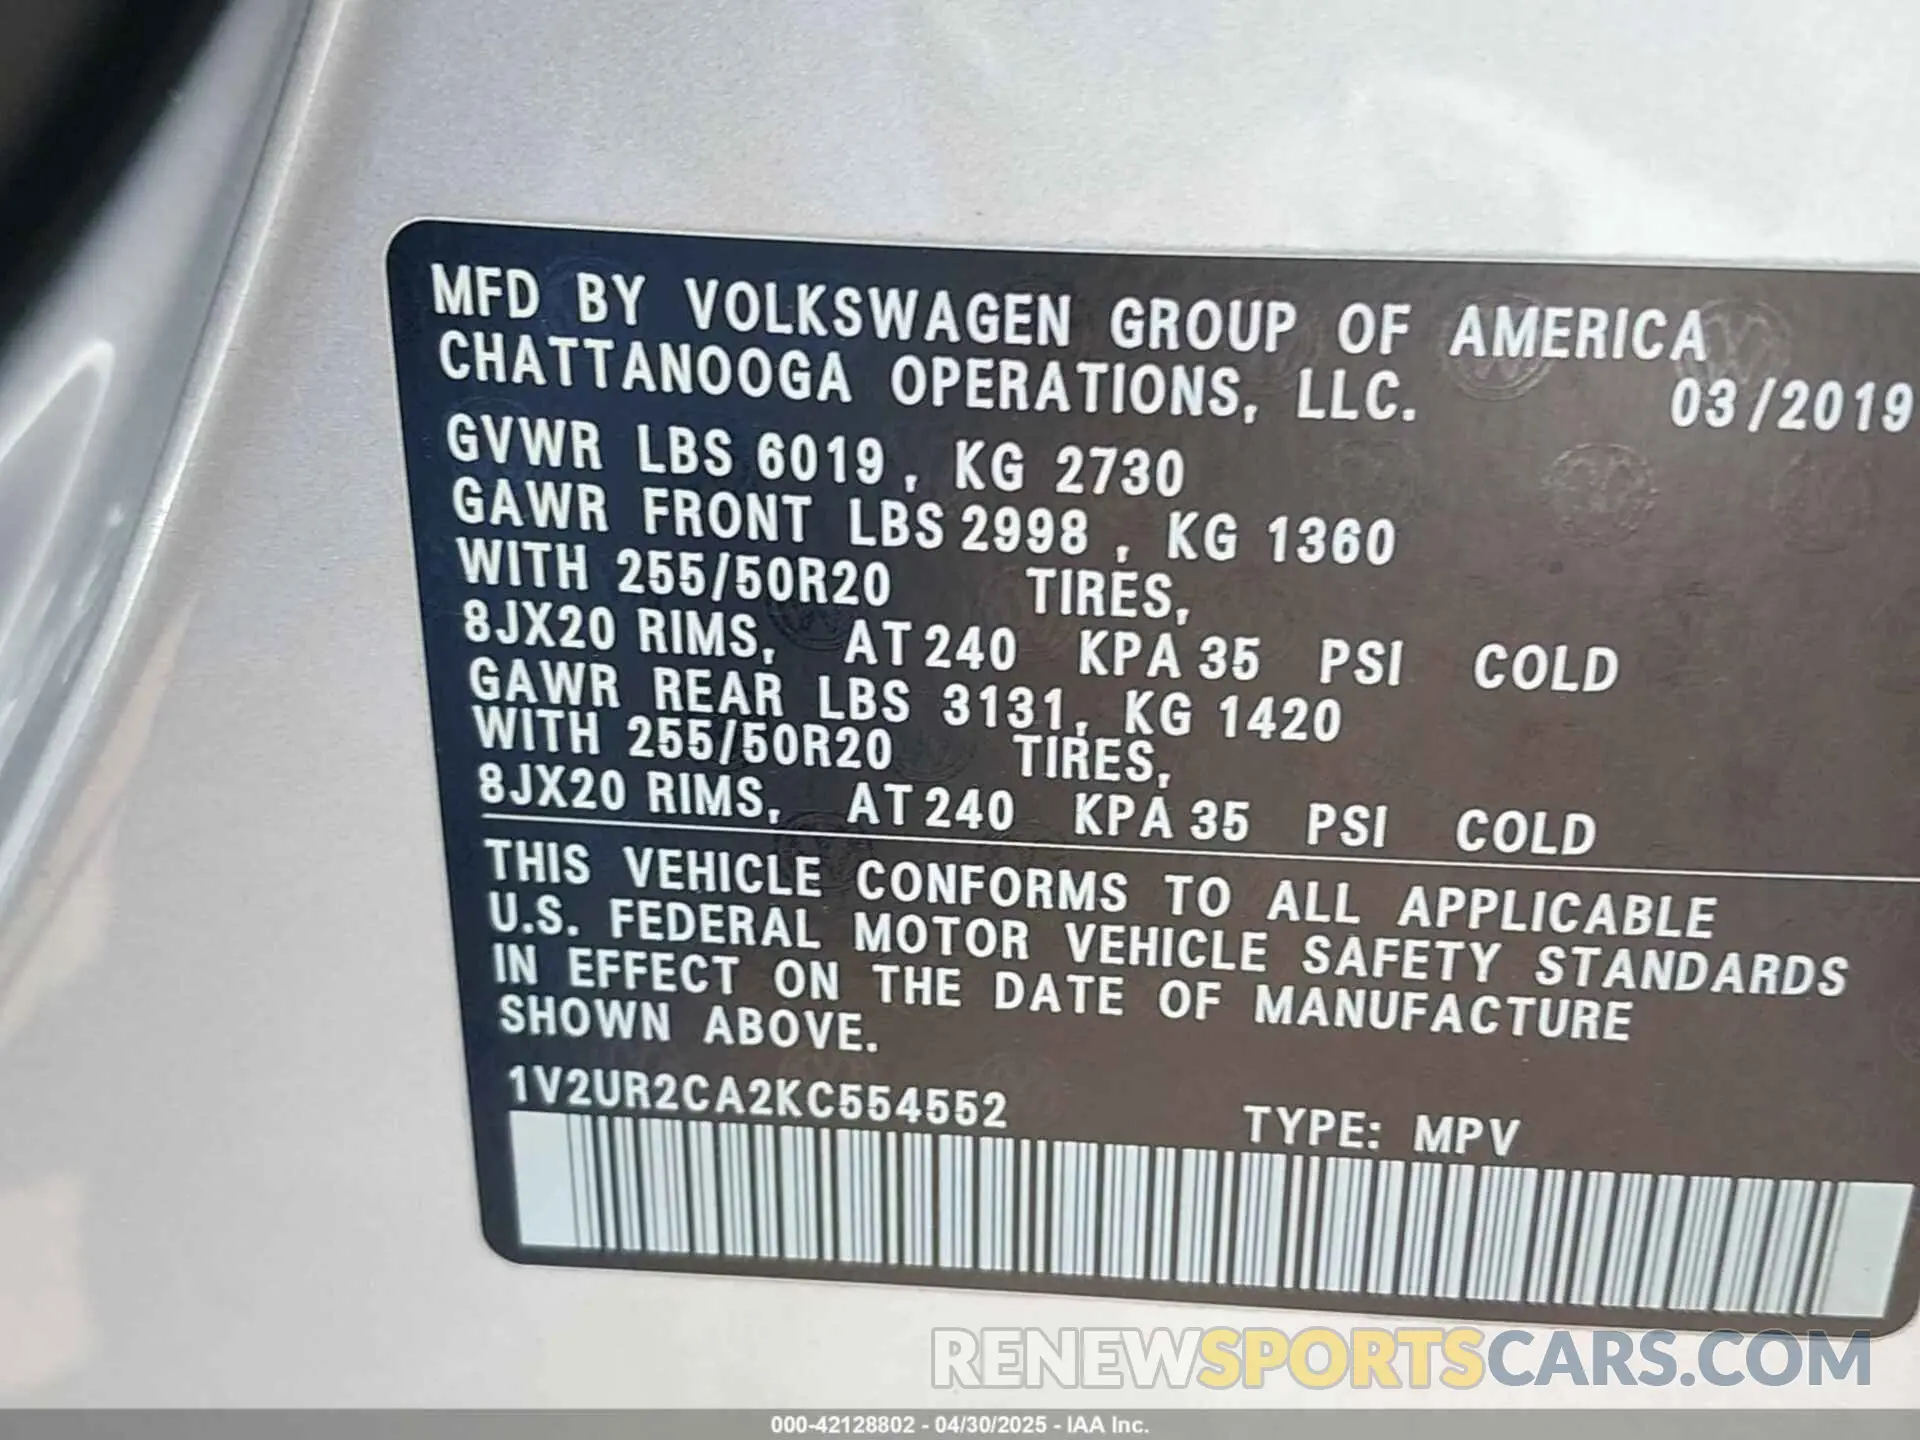 MFD BY VOLKSWAGEN GROUP OF AMERICA
CHATTANOOGA OPERATIONS, LLC. 03/2019
GVWR LBS 6019, KG 2730
GAWR FRONT LBS 2998, KG 1360
WITH 255/50R20 TIRES,
8JX20 RIMS, AT 240 KPA 35 PSI COLD
GAWR REAR LBS 3131, KG 1420
WITH 255/50R20 TIRES,
8JX20 RIMS, AT 240 KPA 35 PSI COLD
THIS VEHICLE CONFORMS TO ALL APPLICABLE
U.S. FEDERAL MOTOR VEHICLE SAFETY STANDARDS
IN EFFECT ON THE DATE OF MANUFACTURE
SHOWN ABOVE.
1V2UR2CA2KC554552 TYPE: MPV
RENEWSPORTSCARS.COM
000-42128802 - 04/30/2025 - IAA Inc.